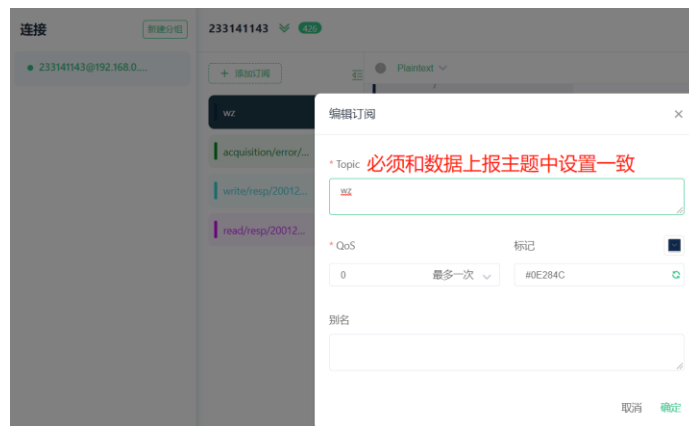 连接
新建分组
233141143
426
233141143@192.168.0....
+ 添加订阅
Plaintext
wz
acquisition/error/...
write/resp/20012...
read/resp/20012...
编辑订阅
* Topic 必须和数据上报主题中设置一致
wz
* QoS
标记
0 最多一次
#0E284C
别名
取消 确定